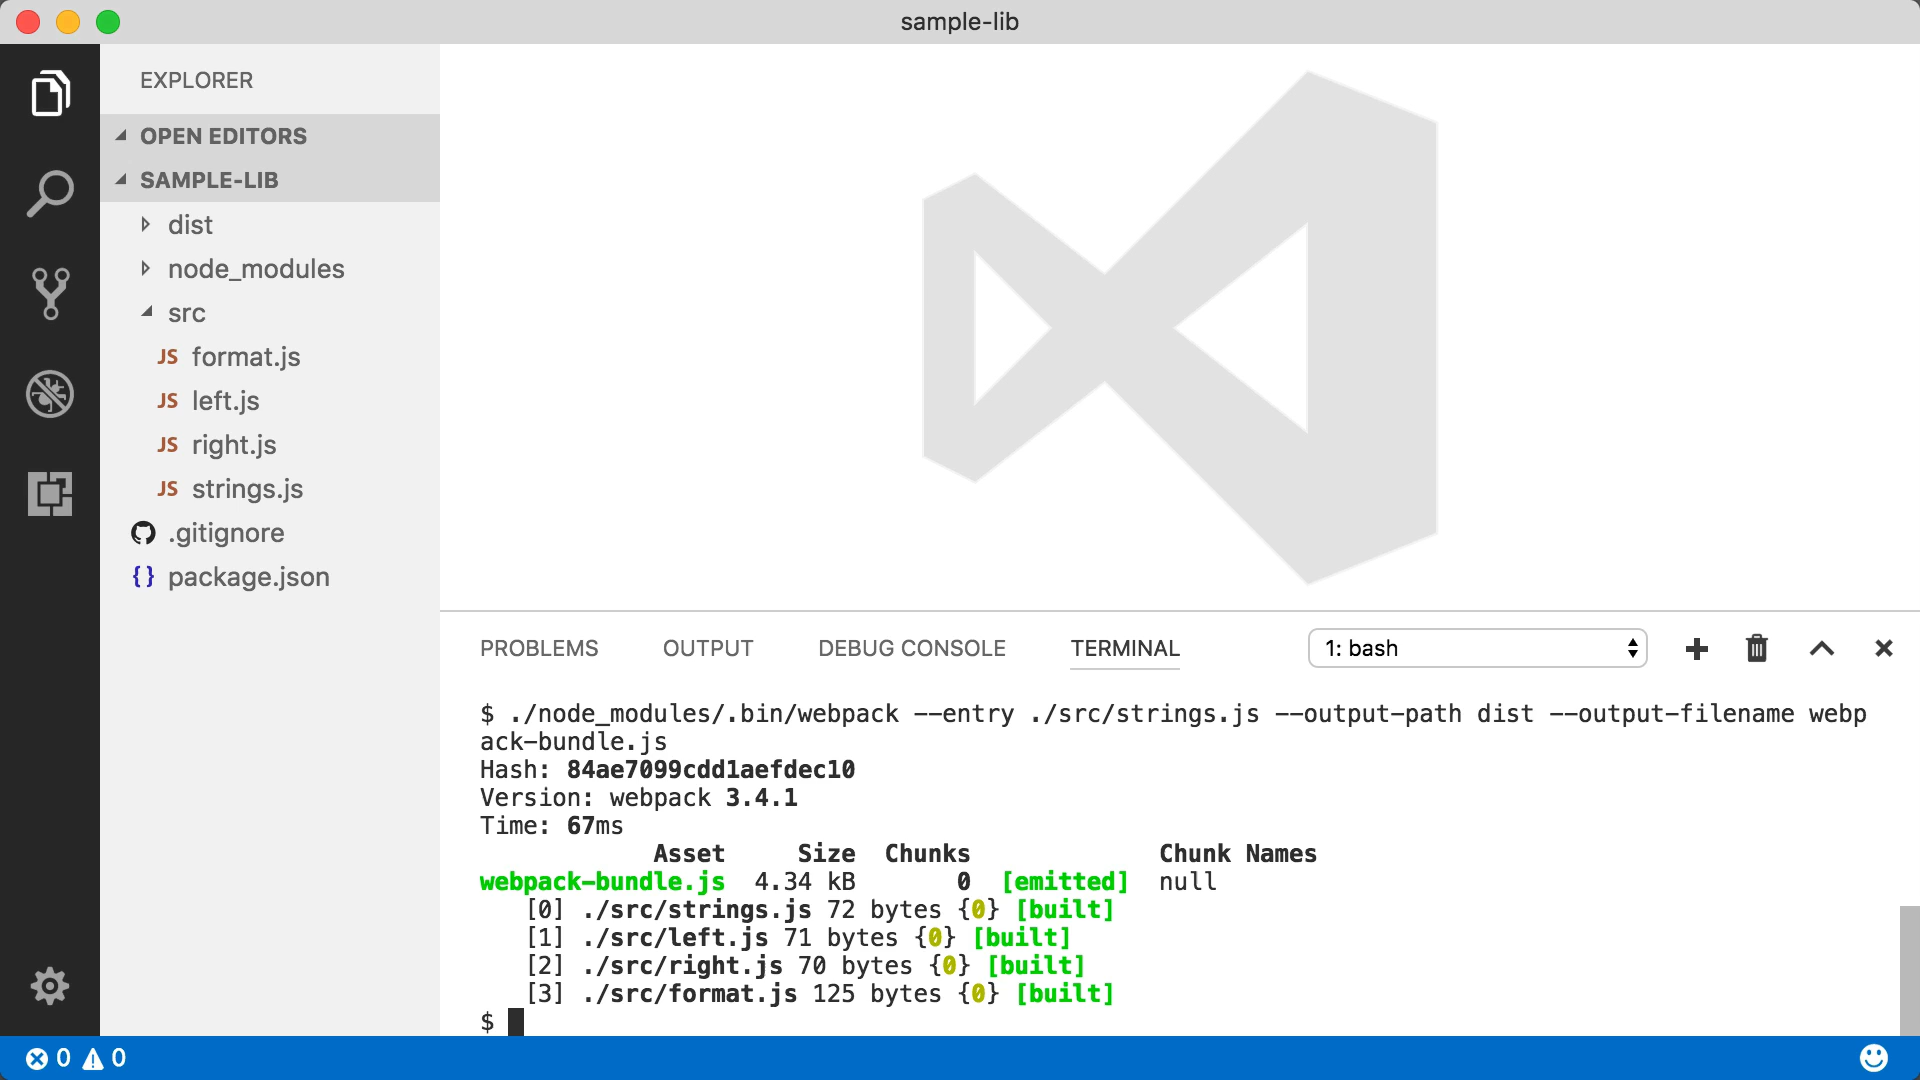 sample-lib
EXPLORER
OPEN EDITORS
SAMPLE-LIB
dist
node_modules
src
JS format.js
JS left.js
JS right.js
JS strings.js
.gitignore
{} package.json
PROBLEMS OUTPUT DEBUG CONSOLE TERMINAL 1: bash
$ ./node_modules/.bin/webpack --entry ./src/strings.js --output-path dist --output-filename webp
ack-bundle.js
Hash: 84ae7099cdd1aefdec10
Version: webpack 3.4.1
Time: 67ms
Asset Size Chunks Chunk Names
webpack-bundle.js 4.34 kB 0 [emitted] null
[0] ./src/strings.js 72 bytes {0} [built]
[1] ./src/left.js 71 bytes {0} [built]
[2] ./src/right.js 70 bytes {0} [built]
[3] ./src/format.js 125 bytes {0} [built]
$
0 0